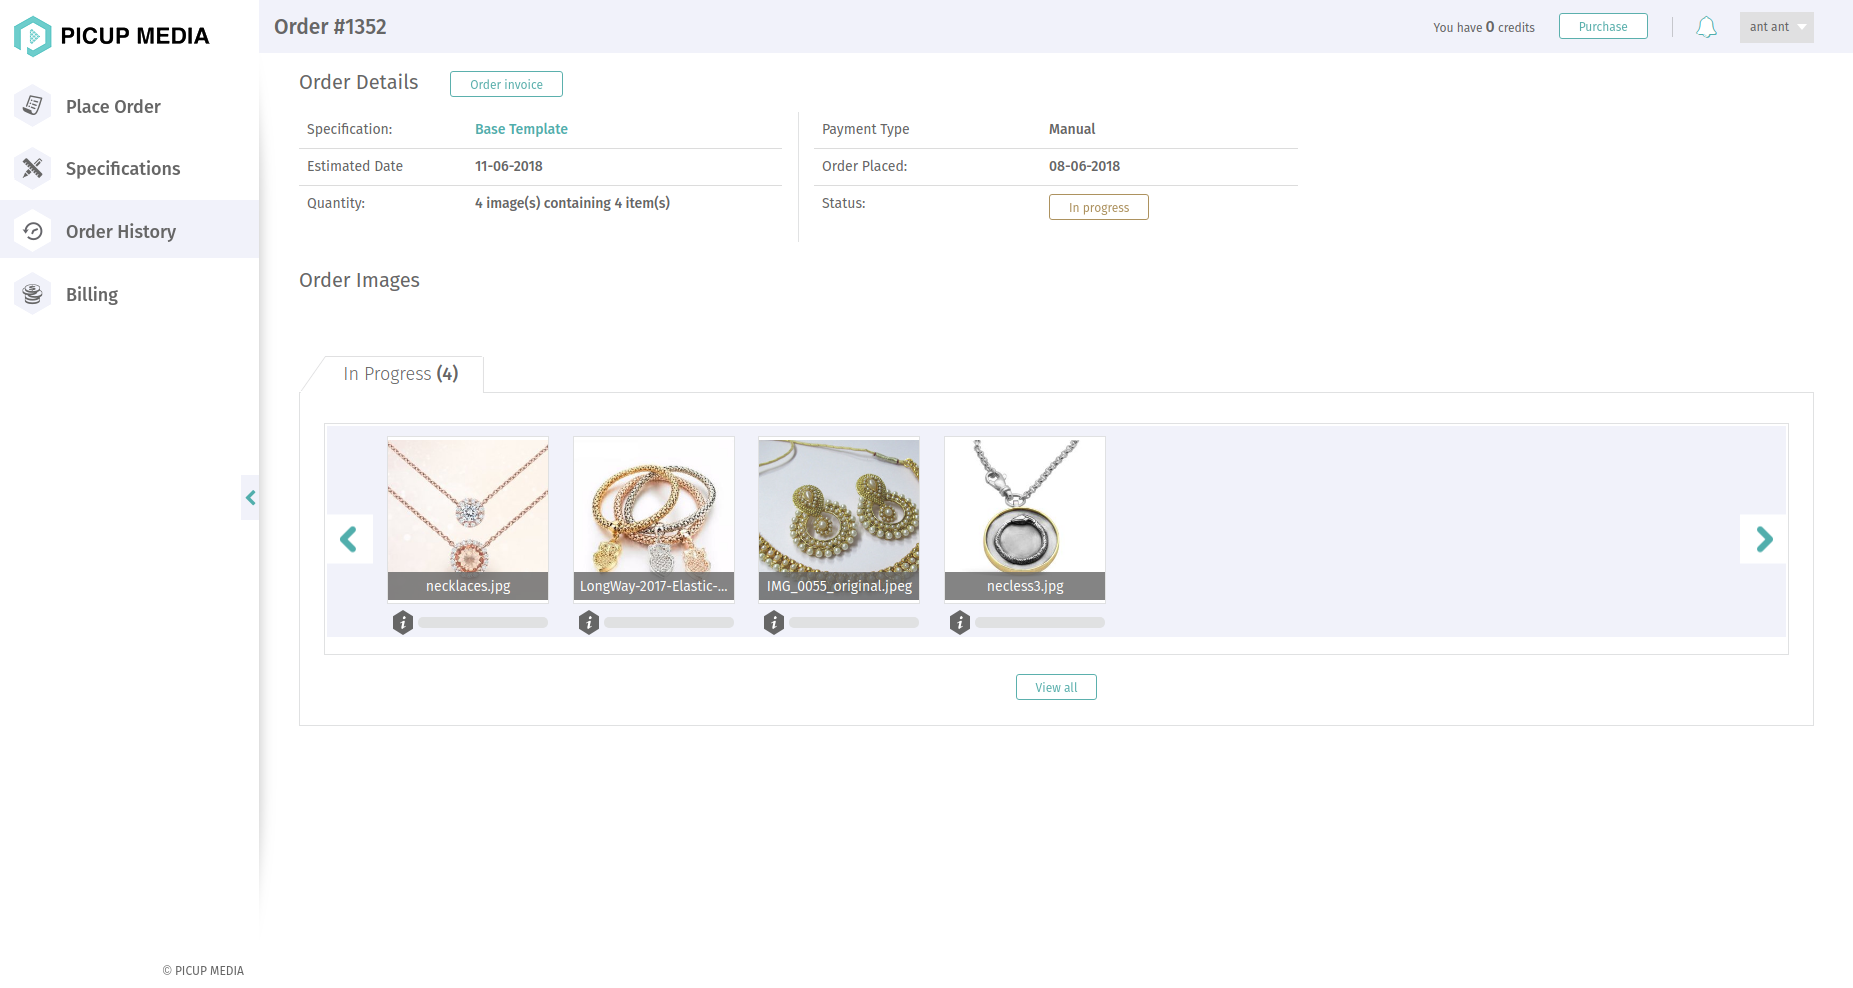 PICUP MEDIA
Place Order
Specifications
Order History
Billing
© PICUP MEDIA
Order #1352
You have 0 credits
Purchase
ant ant
Order Details
Order invoice
Specification: Base Template
Estimated Date 11-06-2018
Quantity: 4 image(s) containing 4 item(s)
Payment Type Manual
Order Placed: 08-06-2018
Status: In progress
Order Images
In Progress (4)
necklaces.jpg
LongWay-2017-Elastic-...
IMG_0055_original.jpeg
necless3.jpg
View all